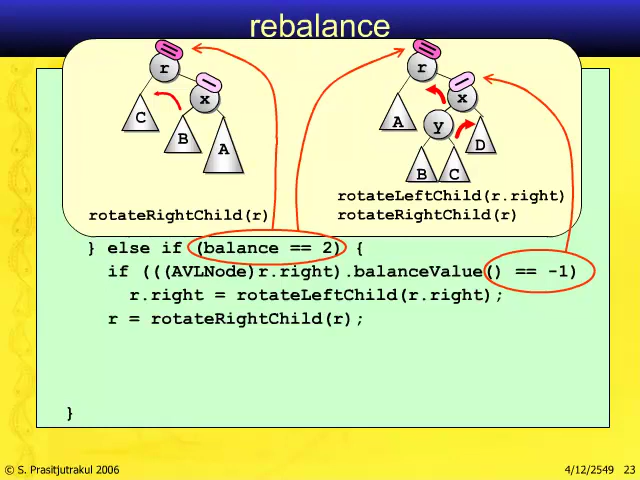 rebalance
r
x
C
B
A
rotateRightChild(r)
r
x
A
y
D
B
C
rotateLeftChild(r.right)
rotateRightChild(r)
} else if (balance == 2) {
if (((AVLNode)r.right).balanceValue() == -1)
r.right = rotateLeftChild(r.right);
r = rotateRightChild(r);
}
© S. Prasitjutrakul 2006
4/12/2549 23